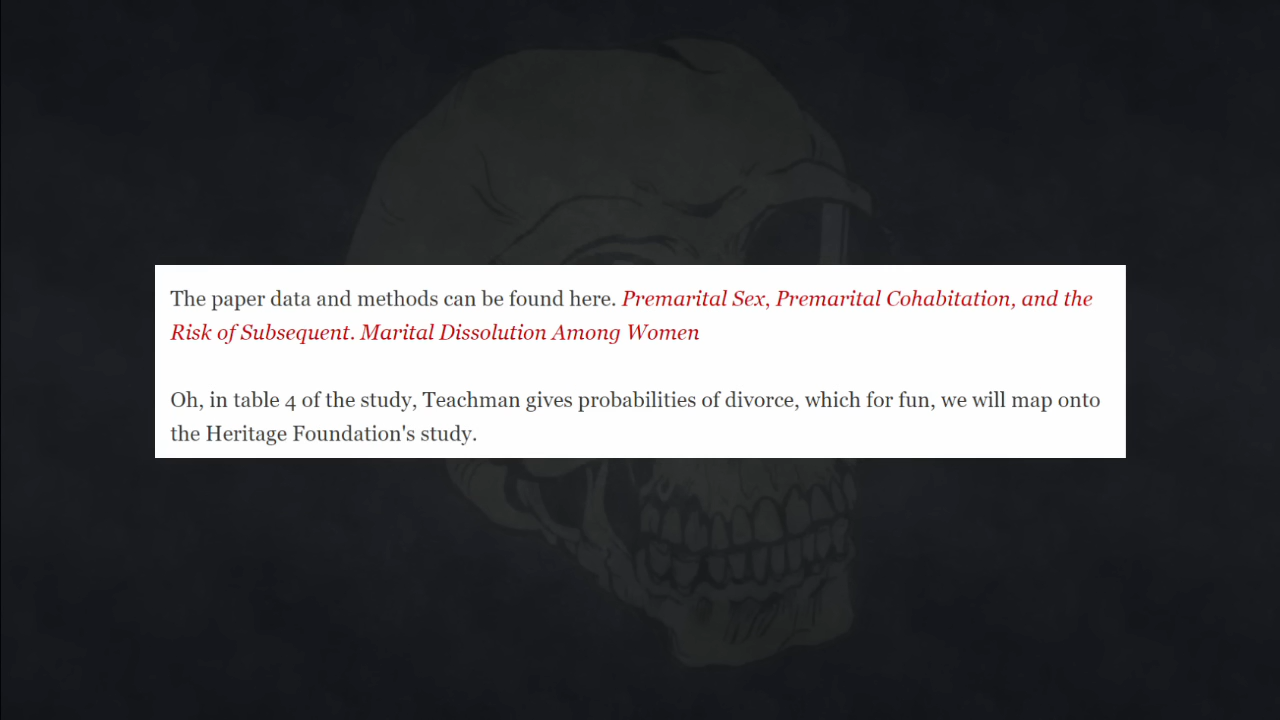 The paper data and methods can be found here. Premarital Sex, Premarital Cohabitation, and the
Risk of Subsequent. Marital Dissolution Among Women
Oh, in table 4 of the study, Teachman gives probabilities of divorce, which for fun, we will map onto
the Heritage Foundation's study.